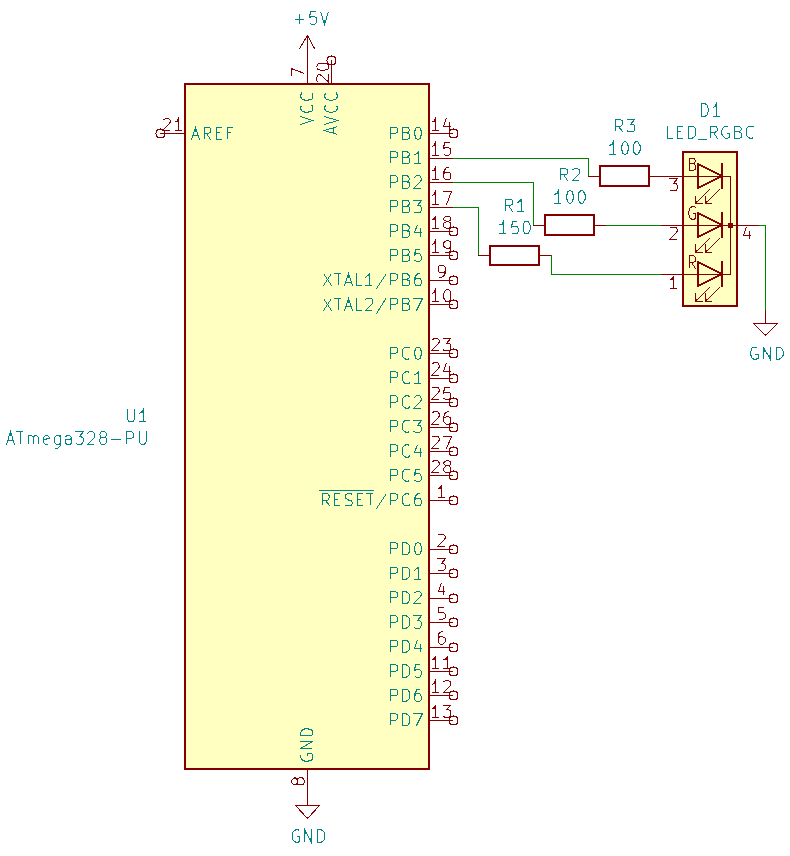 +5V
7
20
VCC
AVCC
21
AREF
PB0
14
PB1
15
PB2
16
PB3
17
PB4
18
PB5
19
XTAL1/PB6
9
XTAL2/PB7
10
PC0
23
PC1
24
PC2
25
PC3
26
PC4
27
PC5
28
RESET/PC6
1
PD0
2
PD1
3
PD2
4
PD3
5
PD4
6
PD5
11
PD6
12
PD7
13
GND
8
GND
U1
ATmega328-PU
R3
100
R2
100
R1
150
D1
LED_RGBC
B
3
G
2
R
1
4
GND